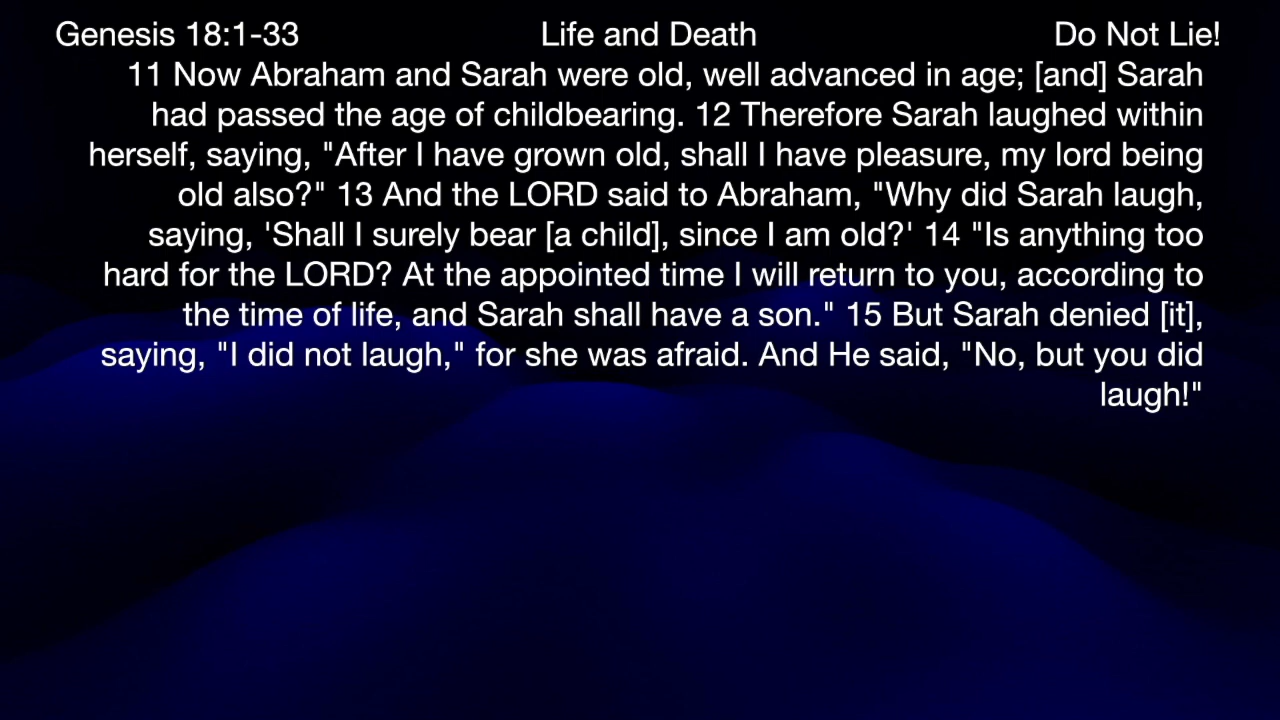 Genesis 18:1-33 Life and Death Do Not Lie!
11 Now Abraham and Sarah were old, well advanced in age; [and] Sarah
had passed the age of childbearing. 12 Therefore Sarah laughed within
herself, saying, "After I have grown old, shall I have pleasure, my lord being
old also?" 13 And the LORD said to Abraham, "Why did Sarah laugh,
saying, 'Shall I surely bear [a child], since I am old?' 14 "Is anything too
hard for the LORD? At the appointed time I will return to you, according to
the time of life, and Sarah shall have a son." 15 But Sarah denied [it],
saying, "I did not laugh," for she was afraid. And He said, "No, but you did
laugh!"